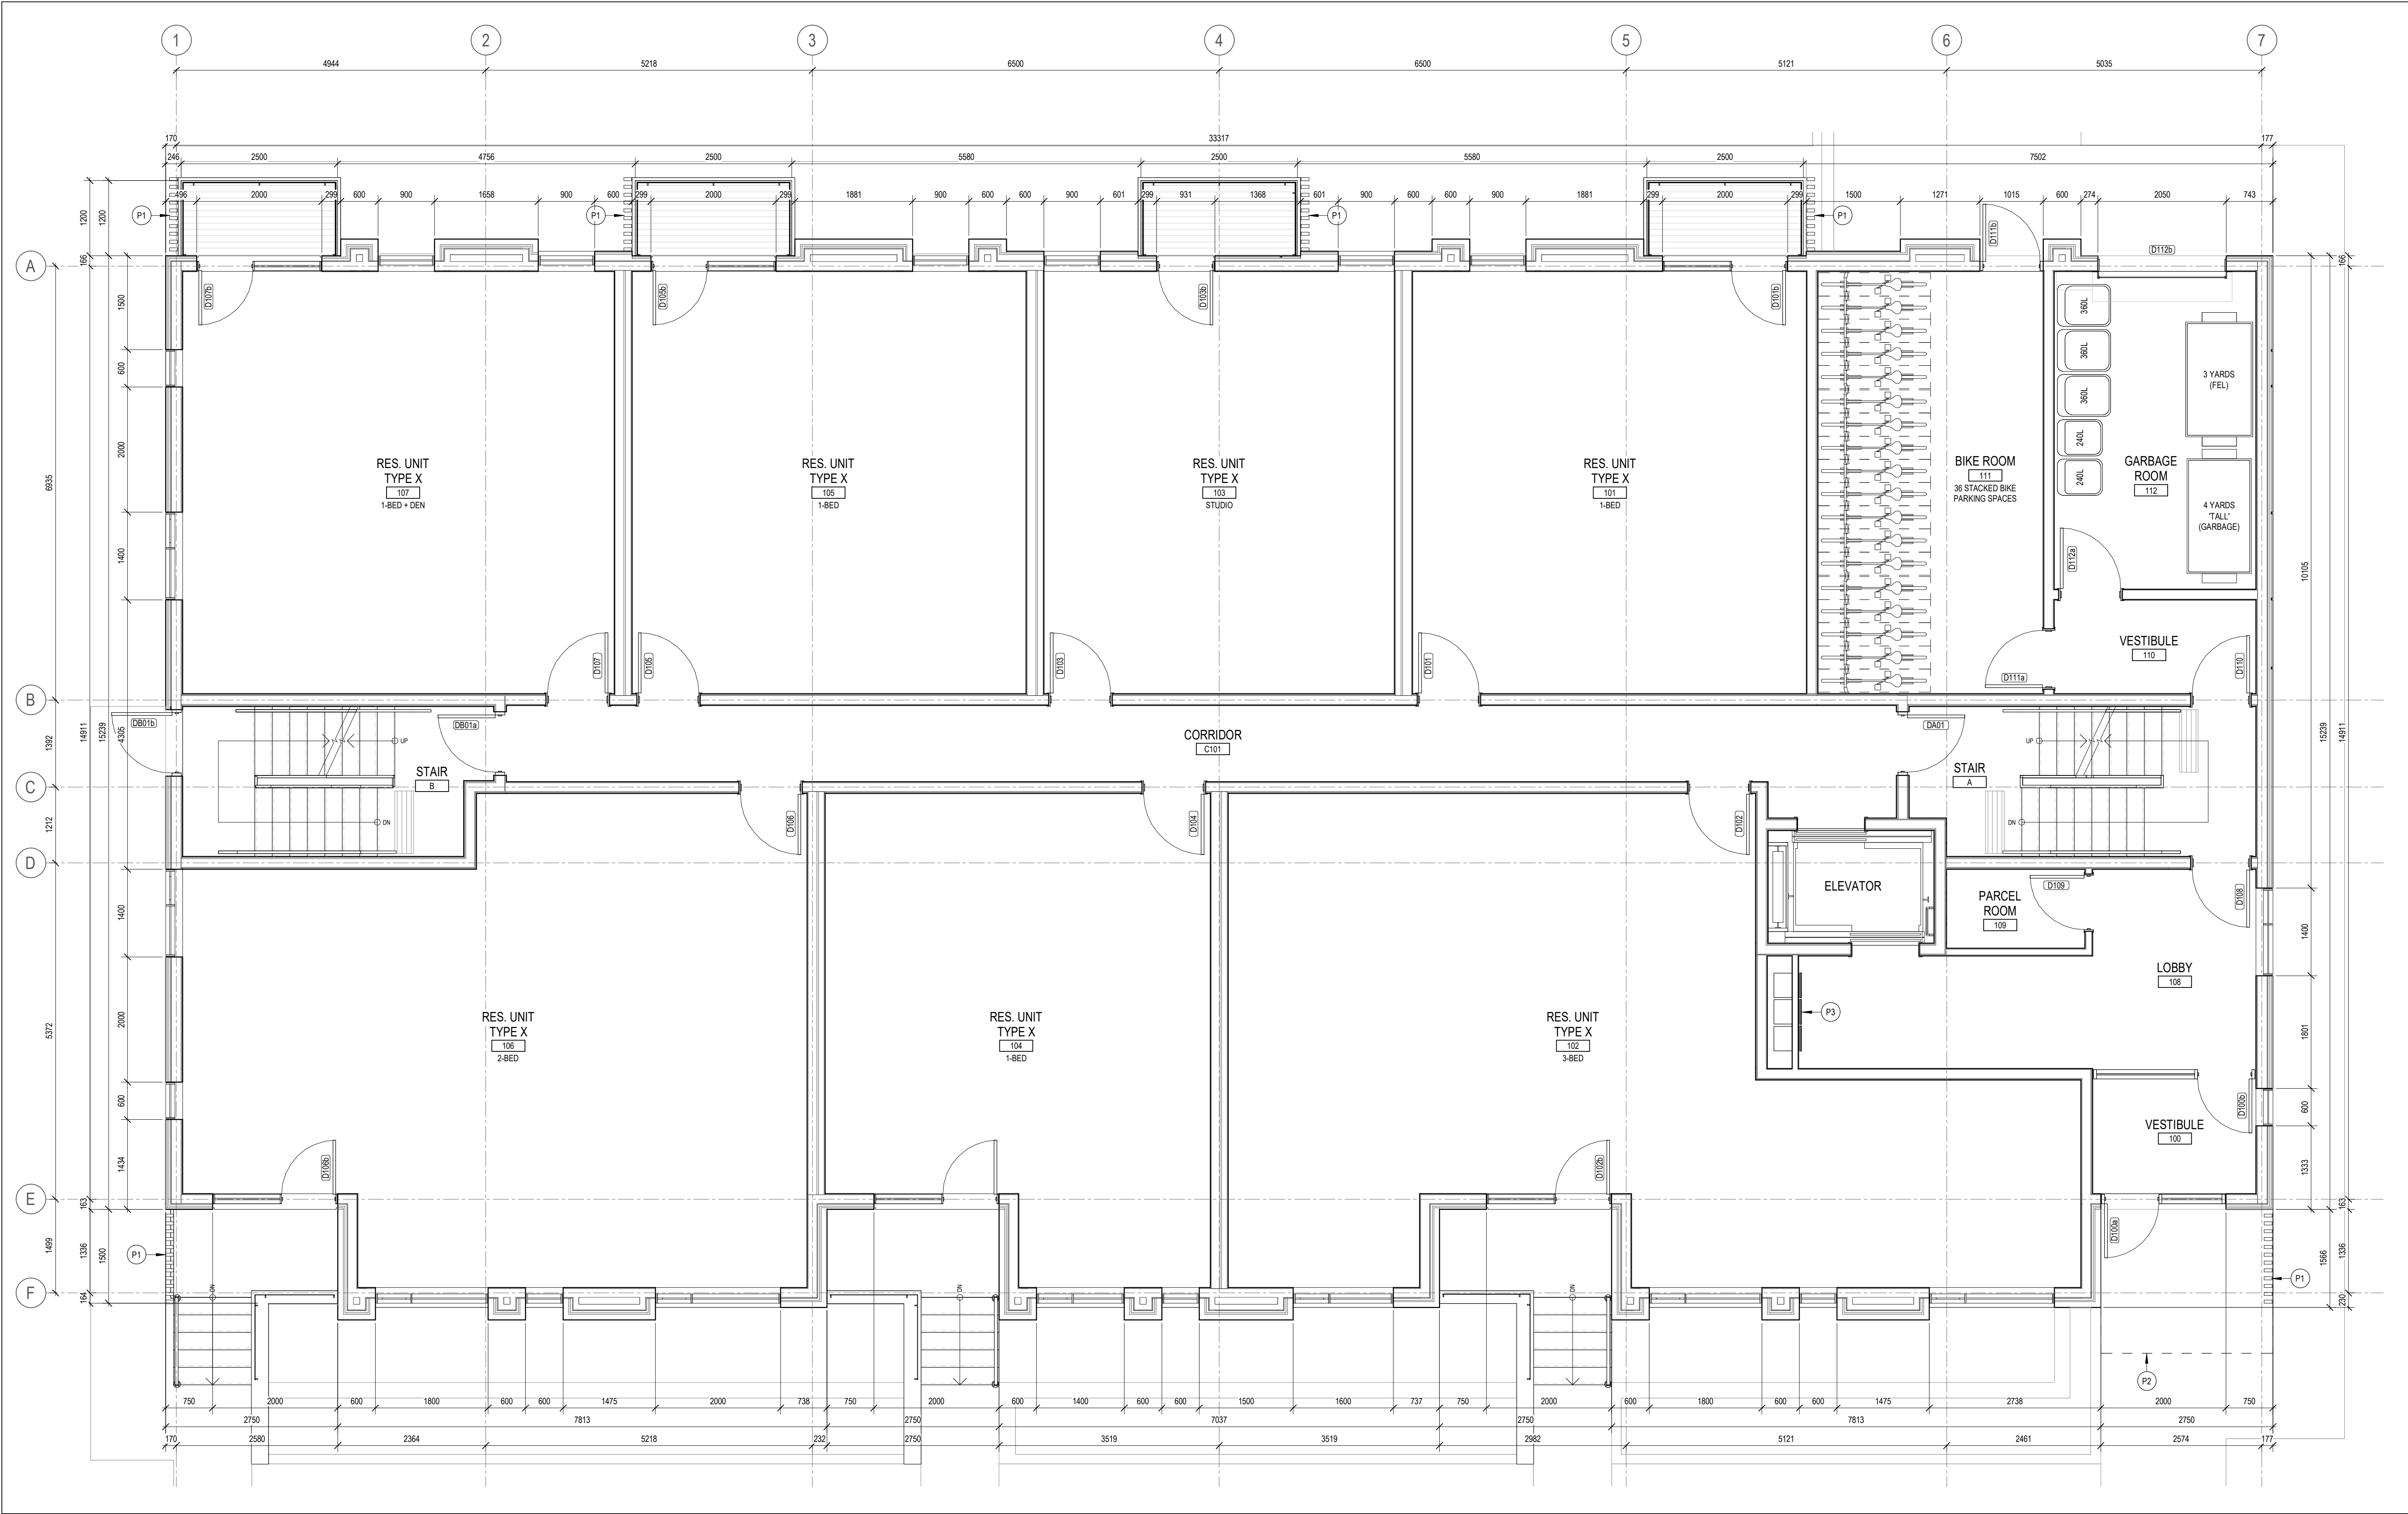 1 2 3 4 5 6 7
4944 5218 6500 6500 5121 5035
170 33317 177
246 2500 4756 2500 5580 2500 5580 2500 7502
496 2000 299 600 900 1658 900 600 299 2000 299 1881 900 600 600 900 601 299 931 1368 601 900 600 600 900 1881 299 2000 299 1500 1271 1015 600 274 2050 743
P1 P1 P1 P1
1200 1200
D111b
D112b
A
166 166
D107b D105b D103b D101b
1500
600
2000
1400
6935
360L
360L
360L
240L
240L
3 YARDS
(FEL)
4 YARDS
'TALL'
(GARBAGE)
RES. UNIT
TYPE X
107
1-BED + DEN
RES. UNIT
TYPE X
105
1-BED
RES. UNIT
TYPE X
103
STUDIO
RES. UNIT
TYPE X
101
1-BED
BIKE ROOM
111
36 STACKED BIKE
PARKING SPACES
GARBAGE
ROOM
112
D112a
10105
VESTIBULE
110
D107 D105 D103 D101 D111a D110
B
DB01b DB01a DA01
14911 15239 4305
1392
UP
STAIR
B
DN
CORRIDOR
C101
UP
STAIR
A
DN
15239 14911
C
1212
D106 D104 D102
D
ELEVATOR
D109 D108
PARCEL
ROOM
109
1400
2000
600
1434
5372
LOBBY
108
1400
1801
600
1333
P3
RES. UNIT
TYPE X
106
2-BED
RES. UNIT
TYPE X
104
1-BED
RES. UNIT
TYPE X
102
3-BED
D100b
VESTIBULE
100
D106b D102b
E
163 163
D100a
1499 1336 1500
P1
1566 1336
P1
F
164 230
DN DN DN
P2
750 2000 600 1800 600 600 1475 2000 738 750 2000 600 1400 600 600 1500 1600 737 750 2000 600 1800 600 600 1475 2738 2000 750
2750 7813 2750 7037 2750 7813 2750
170 2580 2364 5218 232 2750 3519 3519 2982 5121 2461 2574 177